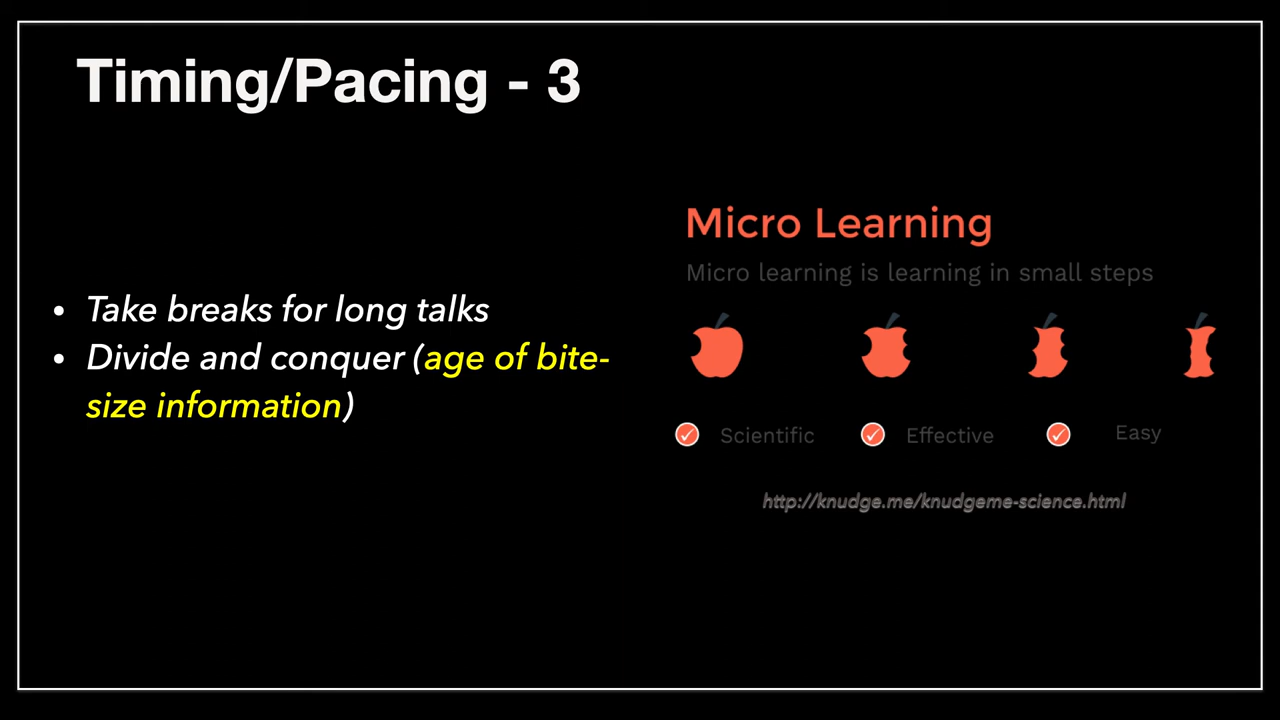 Timing/Pacing - 3
• Take breaks for long talks
• Divide and conquer (age of bite-
size information)
Micro Learning
Micro learning is learning in small steps
Scientific
Effective
Easy
http://knudge.me/knudgeme-science.html